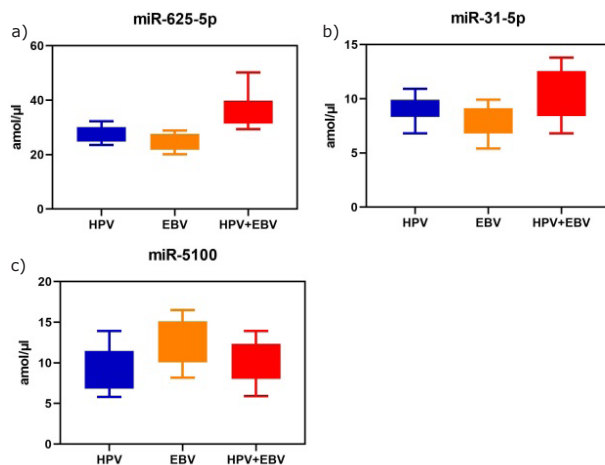 a)
miR-625-5p
60
40
20
0
amol/µl
HPV
EBV
HPV+EBV
b)
miR-31-5p
15
10
5
0
amol/µl
HPV
EBV
HPV+EBV
c)
miR-5100
20
15
10
5
0
amol/µl
HPV
EBV
HPV+EBV